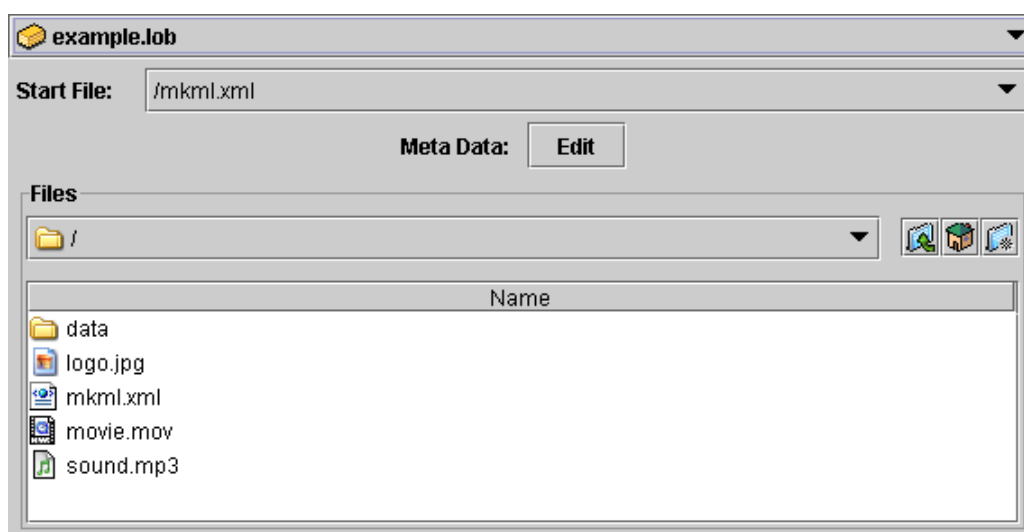 example.lob
Start File: /mkml.xml
Meta Data: Edit
Files
/
Name
data
logo.jpg
mkml.xml
movie.mov
sound.mp3